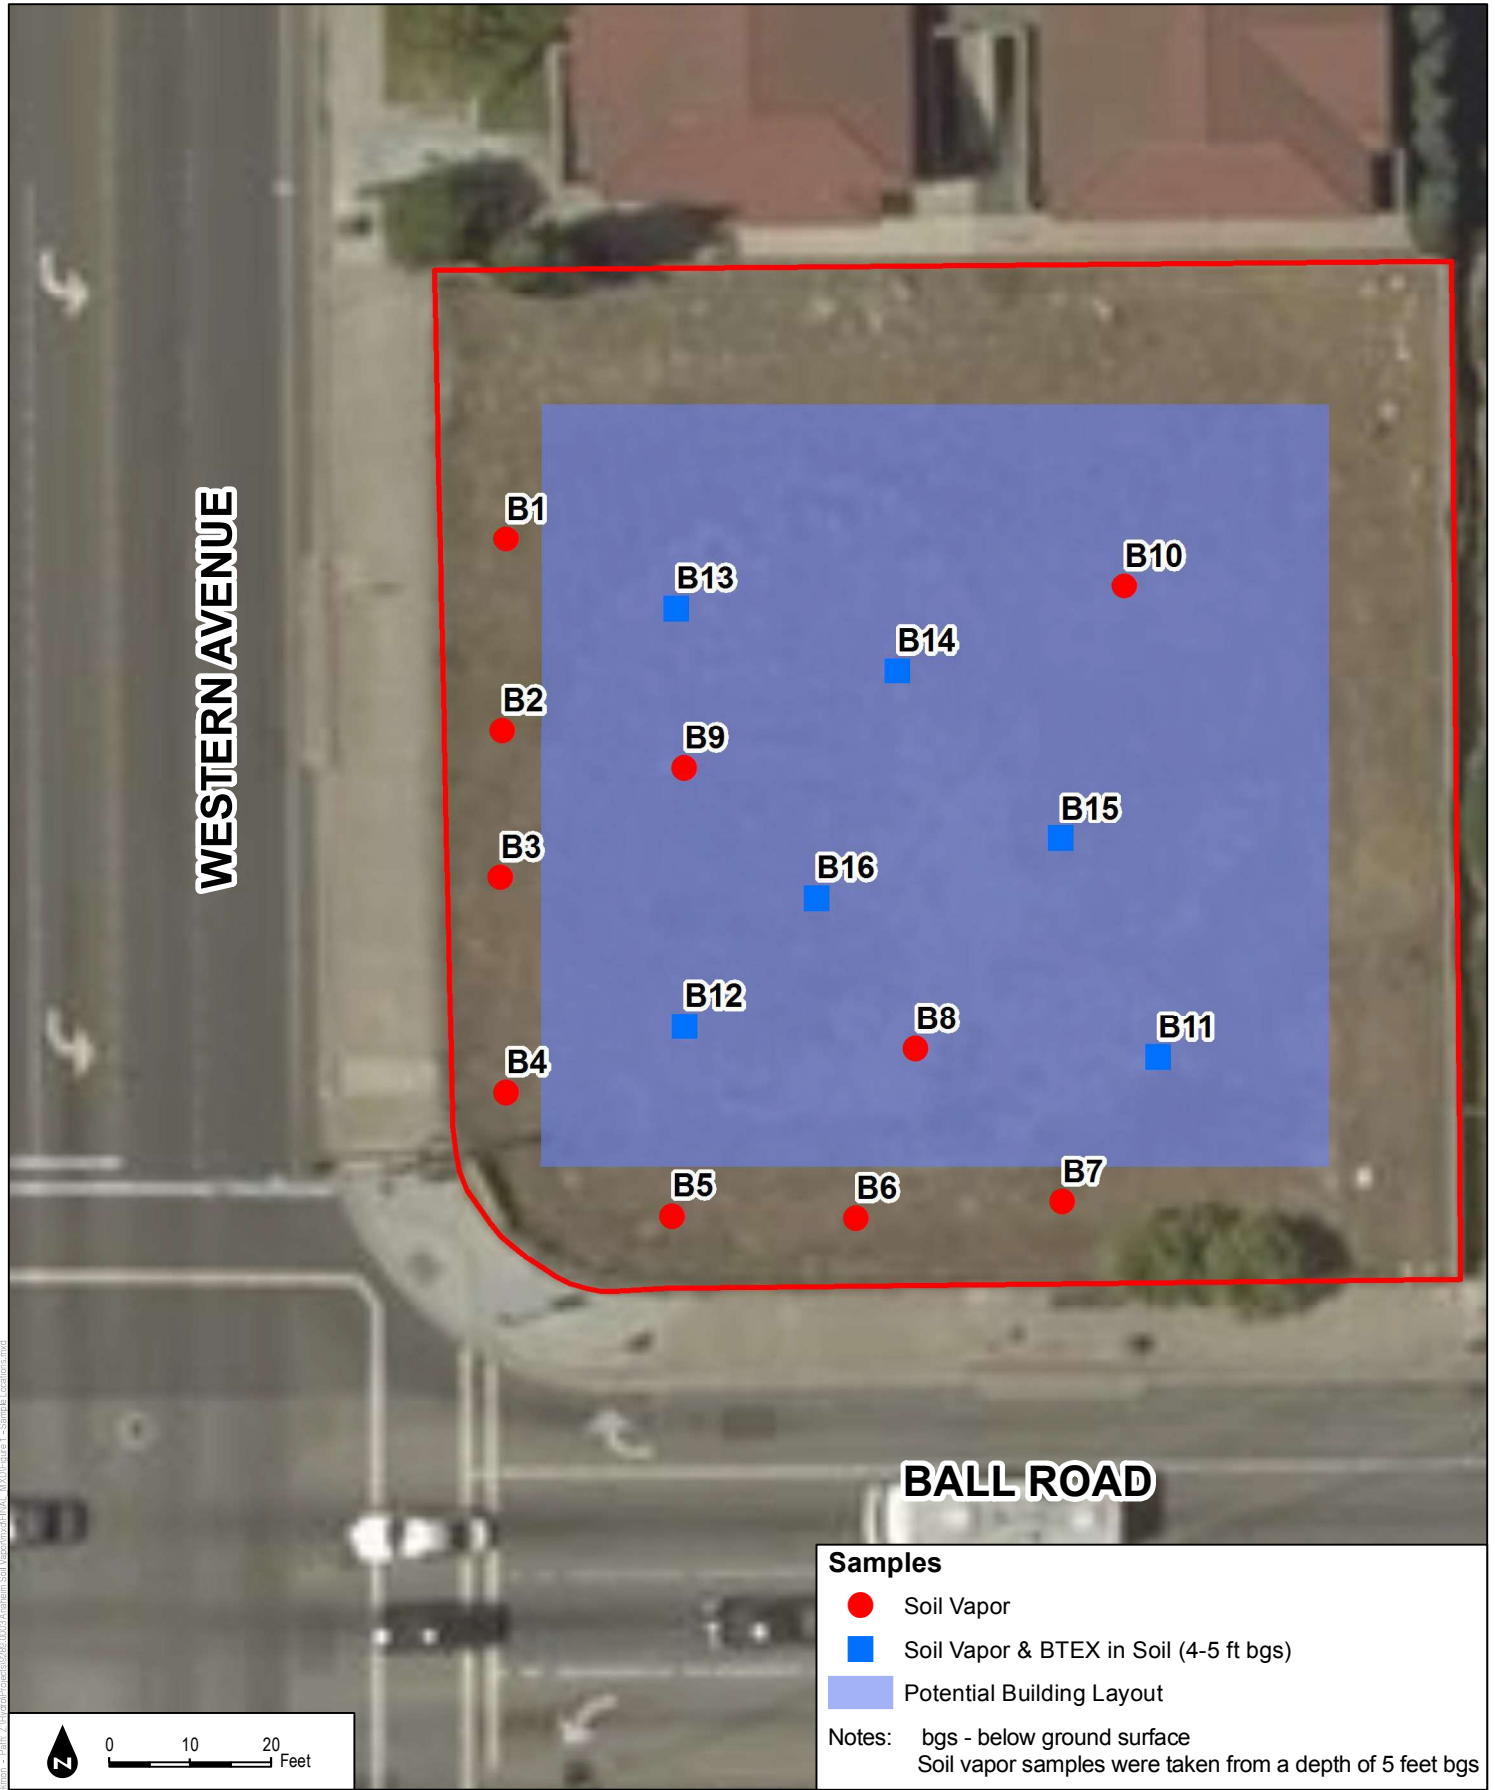 B1
B13
B10
B14
B2
B9
B15
B3
B16
B12
B8
B11
B4
B7
B5
B6
WESTERN AVENUE
BALL ROAD
Samples
Soil Vapor
Soil Vapor & BTEX in Soil (4-5 ft bgs)
Potential Building Layout
Notes: bgs - below ground surface
Soil vapor samples were taken from a depth of 5 feet bgs
N
0 10 20
Feet